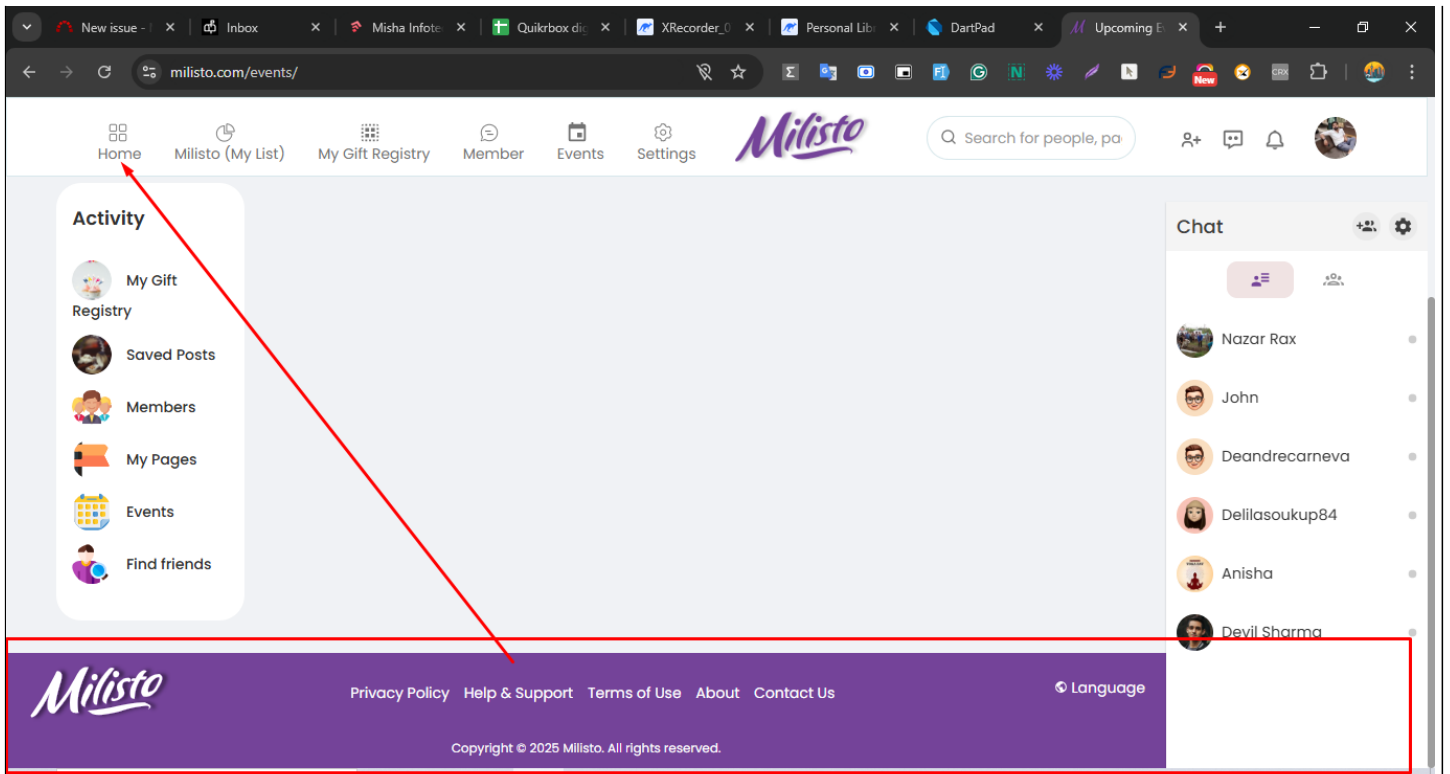 New issue -
Inbox
Misha Infote
Quikrbox dig
XRecorder_0
Personal Libr
DartPad
Upcoming Ev
milisto.com/events/
New
CRX
Home
Milisto (My List)
My Gift Registry
Member
Events
Settings
Milisto
Search for people, pa
Activity
My Gift
Registry
Saved Posts
Members
My Pages
Events
Find friends
Chat
Nazar Rax
John
Deandrecarneva
Delilasoukup84
Anisha
Devil Sharma
Milisto
Privacy Policy Help & Support Terms of Use About Contact Us
Language
Copyright © 2025 Milisto. All rights reserved.